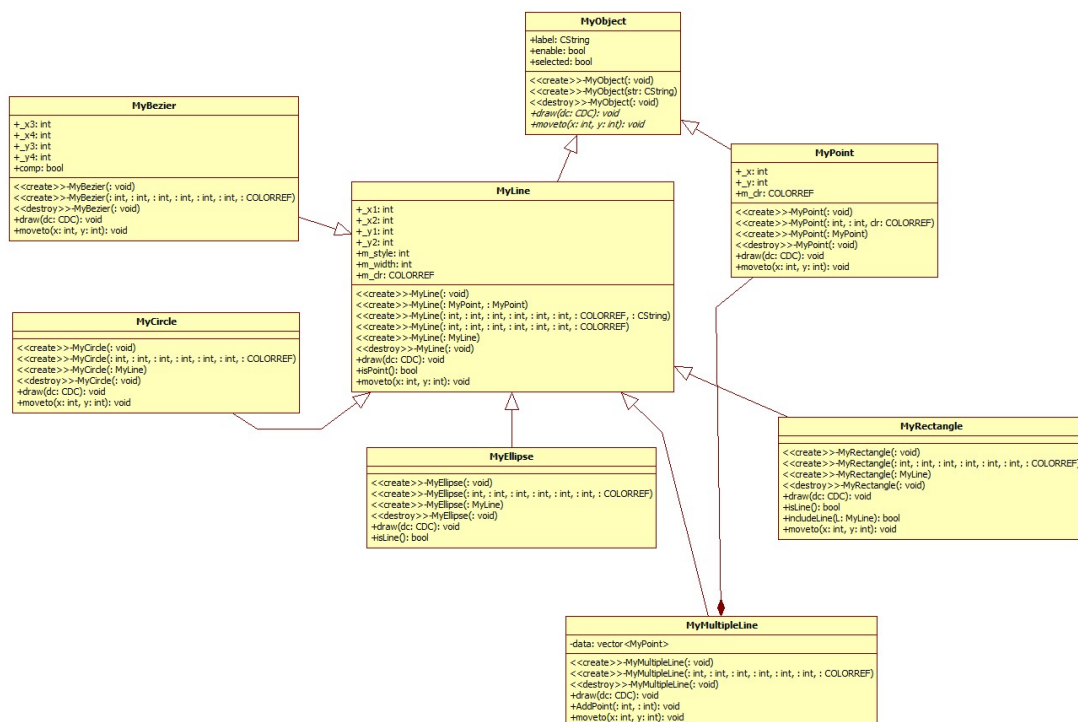 MyObject
+label: CString
+enable: bool
+selected: bool
<<create>>-MyObject(: void)
<<create>>-MyObject(str: CString)
<<destroy>-MyObject(: void)
+draw(dc: CDC): void
+moveto(x: int, y: int): void
MyBezier
+_x3: int
+_x4: int
+_y3: int
+_y4: int
+comp: bool
<<create>>-MyBezier(: void)
<<create>>-MyBezier(: int, : int, : int, : int, : int, : int, : COLORREF)
<<destroy>-MyBezier(: void)
+draw(dc: CDC): void
+moveto(x: int, y: int): void
MyPoint
+_x: int
+_y: int
+m_clr: COLORREF
<<create>>-MyPoint(: void)
<<create>>-MyPoint(: int, : int, clr: COLORREF)
<<create>>-MyPoint(: MyPoint)
<<destroy>-MyPoint(: void)
+draw(dc: CDC): void
+moveto(x: int, y: int): void
MyLine
+_x1: int
+_x2: int
+_y1: int
+_y2: int
+m_style: int
+m_width: int
+m_clr: COLORREF
<<create>>-MyLine(: void)
<<create>>-MyLine(: MyPoint, : MyPoint)
<<create>>-MyLine(: int, : int, : int, : int, : int, : int, : COLORREF, : CString)
<<create>>-MyLine(: int, : int, : int, : int, : int, : int, : COLORREF)
<<create>>-MyLine(: MyLine)
<<destroy>-MyLine(: void)
+draw(dc: CDC): void
+isPoint(): bool
+moveto(x: int, y: int): void
MyCircle
<<create>>-MyCircle(: void)
<<create>>-MyCircle(: int, : int, : int, : int, : int, : int, : COLORREF)
<<create>>-MyCircle(: MyLine)
<<destroy>-MyCircle(: void)
+draw(dc: CDC): void
+moveto(x: int, y: int): void
MyEllipse
<<create>>-MyEllipse(: void)
<<create>>-MyEllipse(: int, : int, : int, : int, : int, : int, : COLORREF)
<<create>>-MyEllipse(: MyLine)
<<destroy>-MyEllipse(: void)
+draw(dc: CDC): void
+isLine(): bool
MyRectangle
<<create>>-MyRectangle(: void)
<<create>>-MyRectangle(: int, : int, : int, : int, : int, : int, : COLORREF)
<<create>>-MyRectangle(: MyLine)
<<destroy>-MyRectangle(: void)
+draw(dc: CDC): void
+isLine(): bool
+includeLine(L: MyLine): bool
+moveto(x: int, y: int): void
MyMultipleLine
-data: vector<MyPoint>
<<create>>-MyMultipleLine(: void)
<<create>>-MyMultipleLine(: int, : int, : int, : int, : int, : int, : COLORREF)
<<destroy>-MyMultipleLine(: void)
+draw(dc: CDC): void
+AddPoint(: int, : int): void
+moveto(x: int, y: int): void